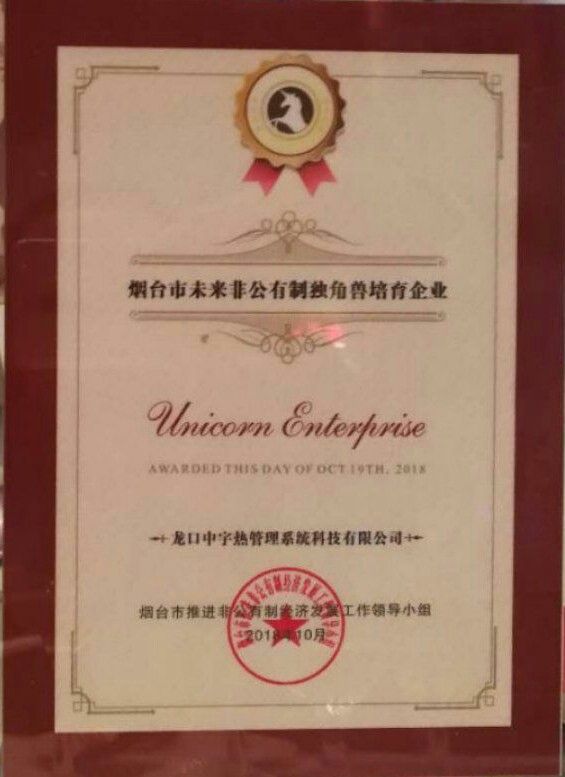 烟台市未来非公有制独角兽培育企业
Unicorn Enterprise
AWARDED THIS DAY OF OCT 19TH, 2018
龙口中宇热管理系统科技有限公司
烟台市推进非公有制经济发展工作领导小组
2018年10月